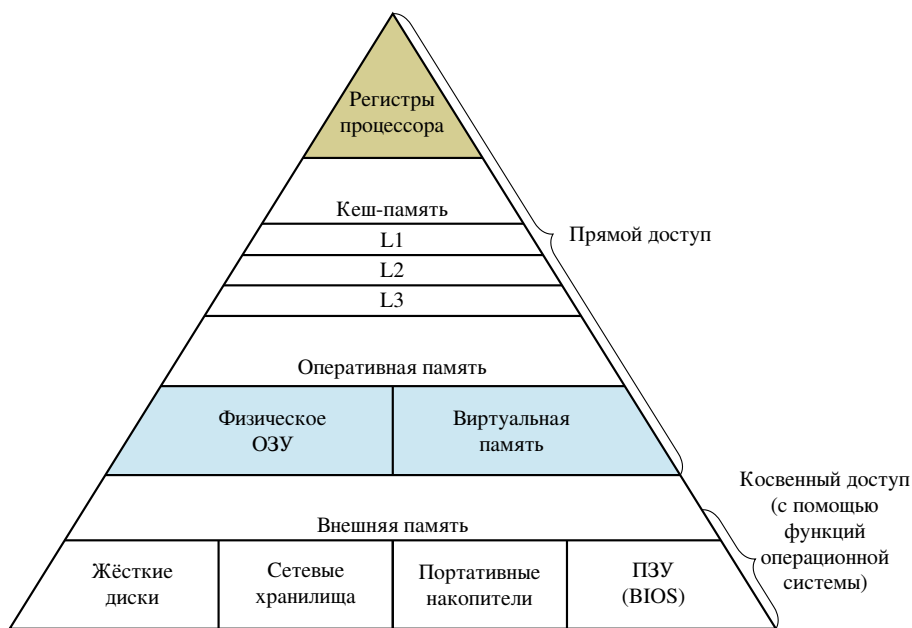 Регистры
процессора
Кеш-память
L1
L2
L3
Прямой доступ
Оперативная память
Физическое
ОЗУ
Виртуальная
память
Косвенный доступ
(с помощью
функций
операционной
системы)
Внешняя память
Жёсткие
диски
Сетевые
хранилища
Портативные
накопители
ПЗУ
(BIOS)